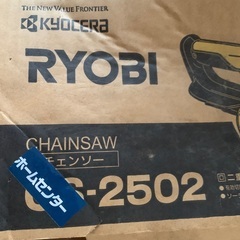 THE NEW VALUE FRONTIER
KYOCERA
RYOBI
CHAINSAW
チェンソー
ホームセンター
CS-2502